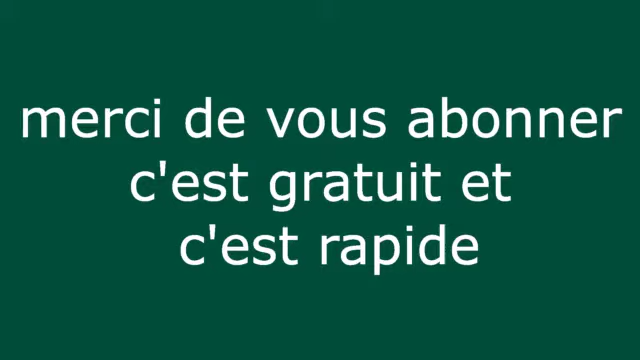 merci de vous abonner
c'est gratuit et
c'est rapide